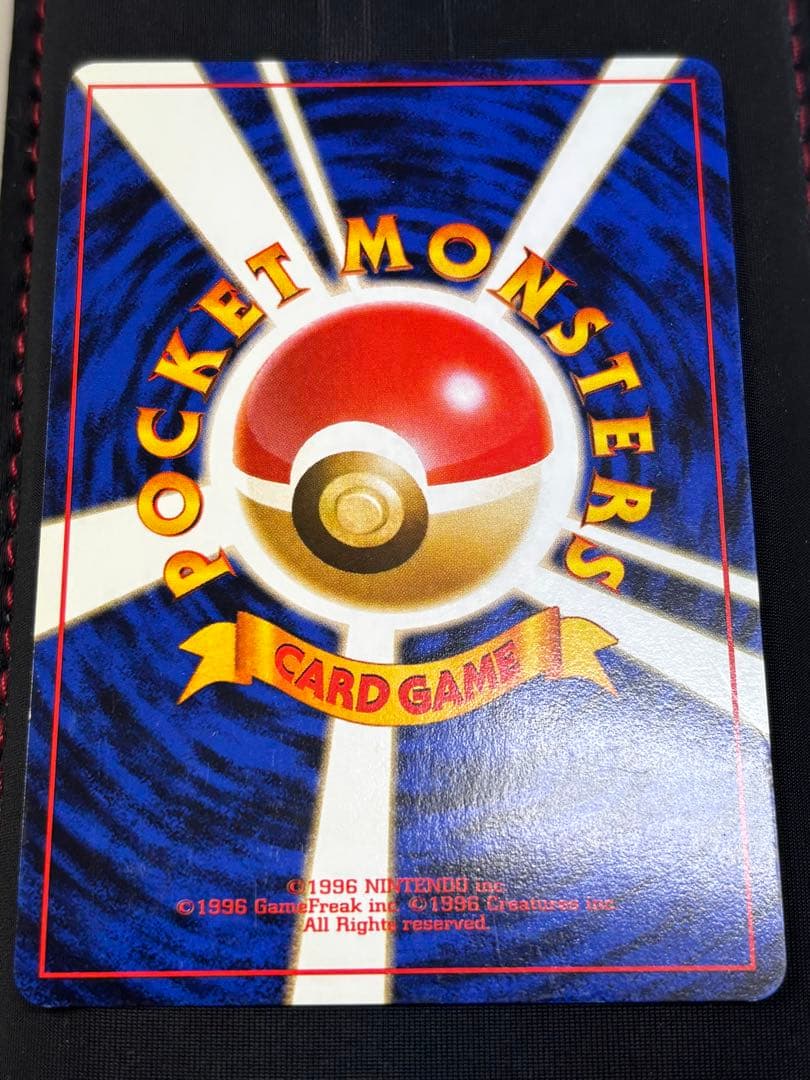 POCKET MONSTERS
CARD GAME
©1996 NINTENDO inc.
©1996 GameFreak inc. ©1996 Creatures inc.
All Rights reserved.